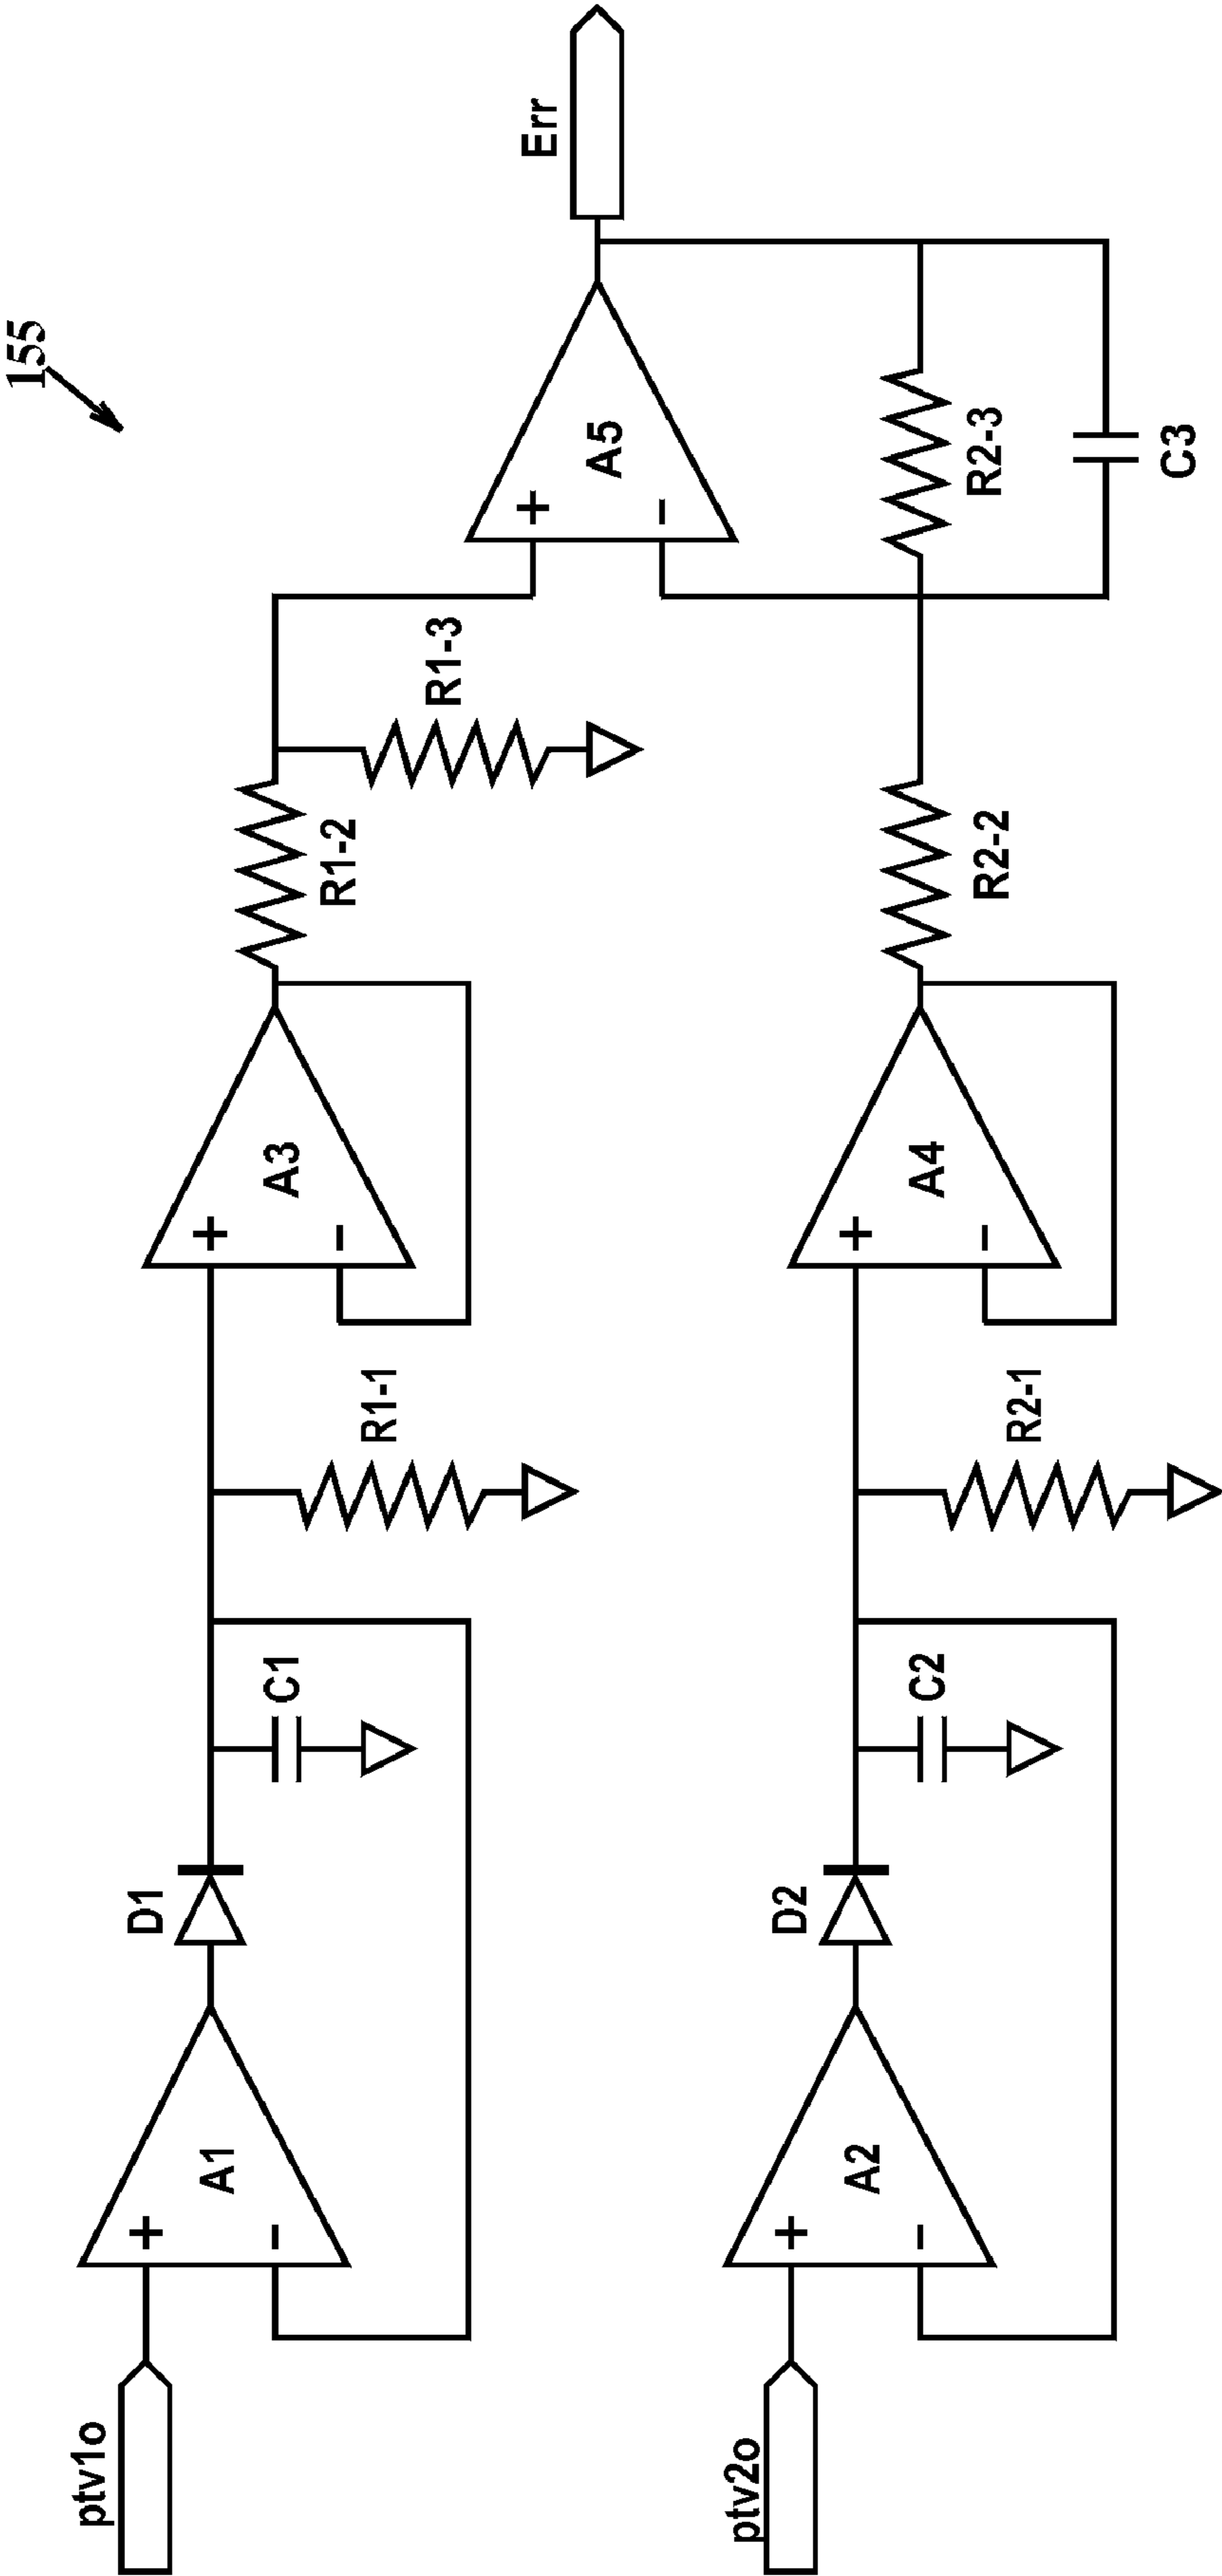 155
ptv1o
+
-
A1
D1
C1
R1-1
+
-
A3
R1-2
R1-3
+
-
A5
Err
ptv2o
+
-
A2
D2
C2
R2-1
+
-
A4
R2-2
R2-3
C3